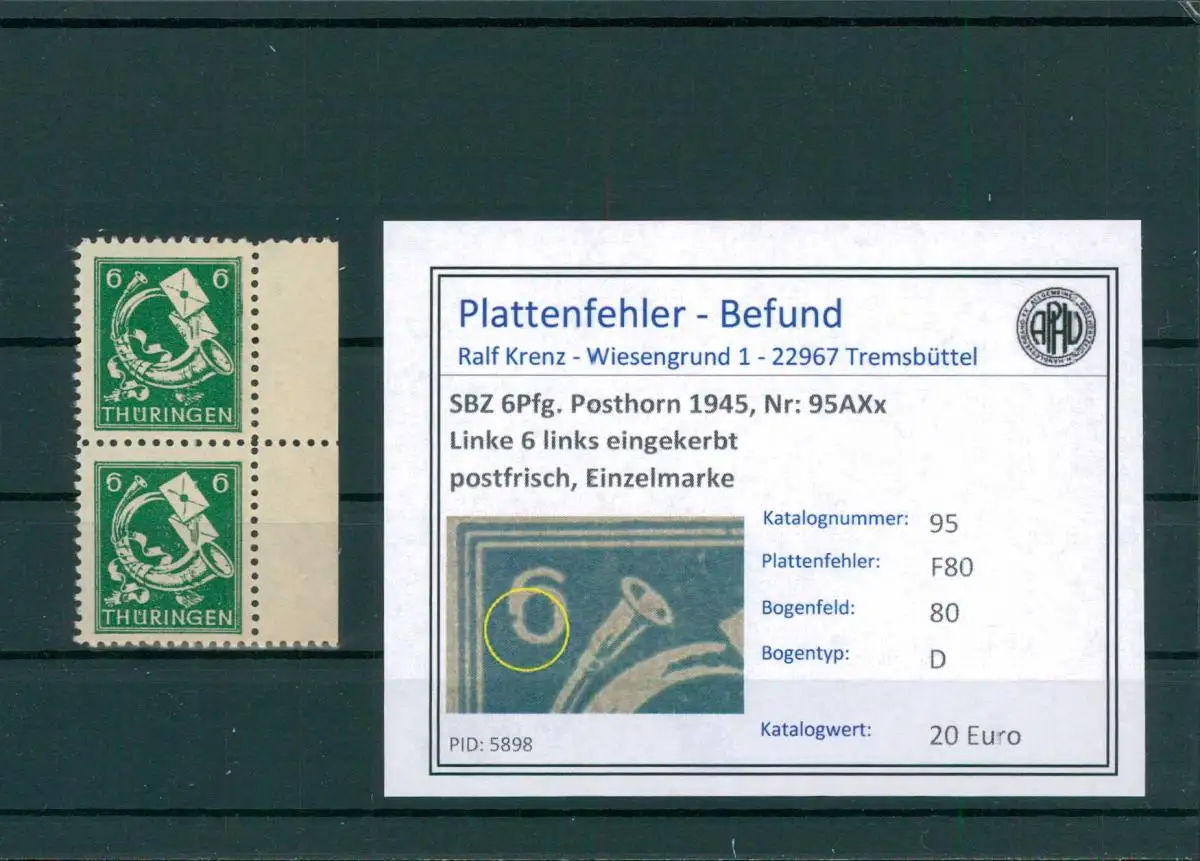 6 6
THÜRINGEN
6 6
THÜRINGEN
Plattenfehler - Befund
Ralf Krenz - Wiesengrund 1 - 22967 Tremsbüttel
APHV
SBZ 6Pfg. Posthorn 1945, Nr: 95AXx
Linke 6 links eingekerbt
postfrisch, Einzelmarke
6
Katalognummer: 95
Plattenfehler: F80
Bogenfeld: 80
Bogentyp: D
Katalogwert: 20 Euro
PID: 5898